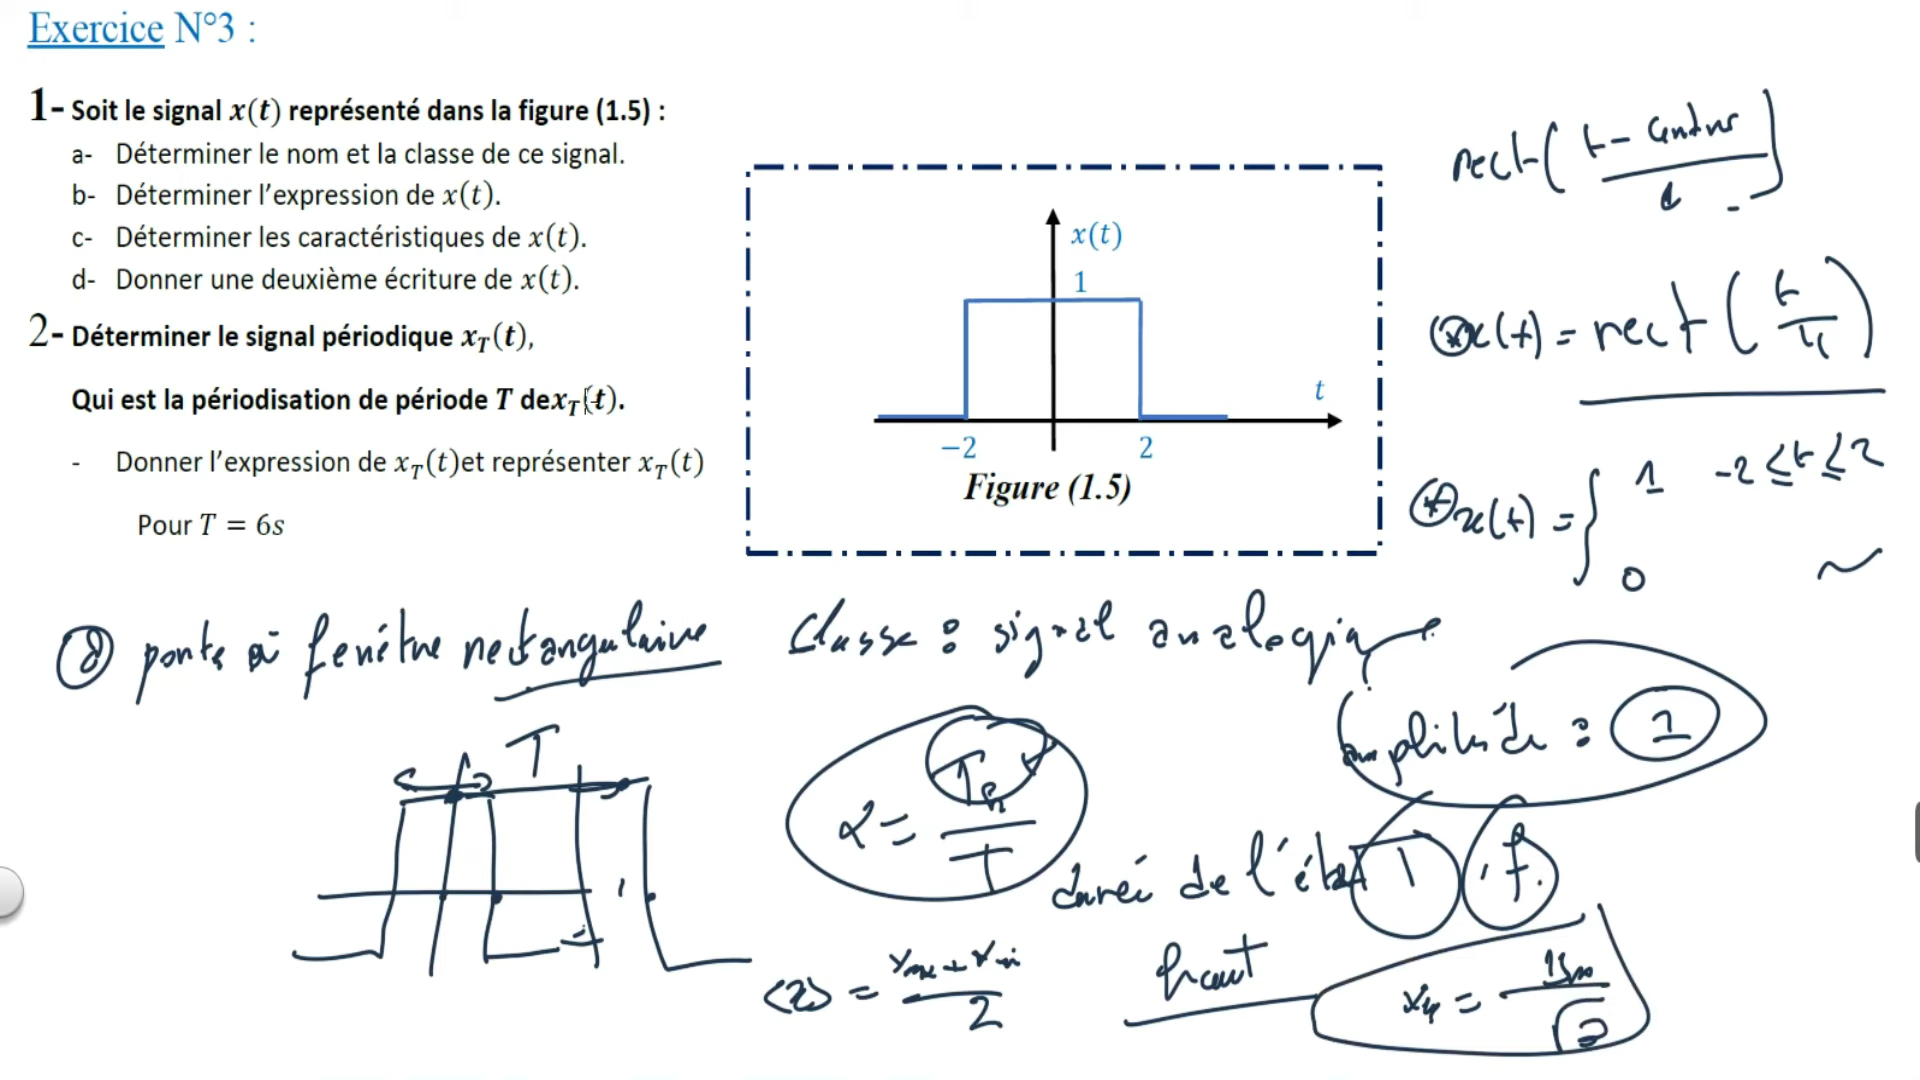 Exercice N°3 :
1- Soit le signal x(t) représenté dans la figure (1.5) :
a- Déterminer le nom et la classe de ce signal.
b- Déterminer l'expression de x(t).
c- Déterminer les caractéristiques de x(t).
d- Donner une deuxième écriture de x(t).
2- Déterminer le signal périodique x_T(t),
Qui est la périodisation de période T de x_T(t).
- Donner l'expression de x_T(t) et représenter x_T(t)
Pour T = 6s
x(t)
1
t
−2
2
Figure (1.5)
rect(
x(t) = rect(t/4)
x(t) = { 1 -2 ≤ t ≤ 2
0
porte fenêtre rectangulaire
Classe : signal analogique
amplitude : 1
T
α = Th/T
durée de l'état
haut
2